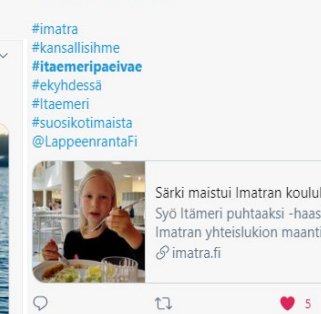 #imatra
#kansallisihme
#itaemeripaeivae
#ekyhdessä
#Itaemeri
#suosikotimaista
@LappeenrantaFi
Särki maistui Imatran koulul
Syö Itämeri puhtaaksi -haas
Imatran yhteislukion maanti
imatra.fi
5